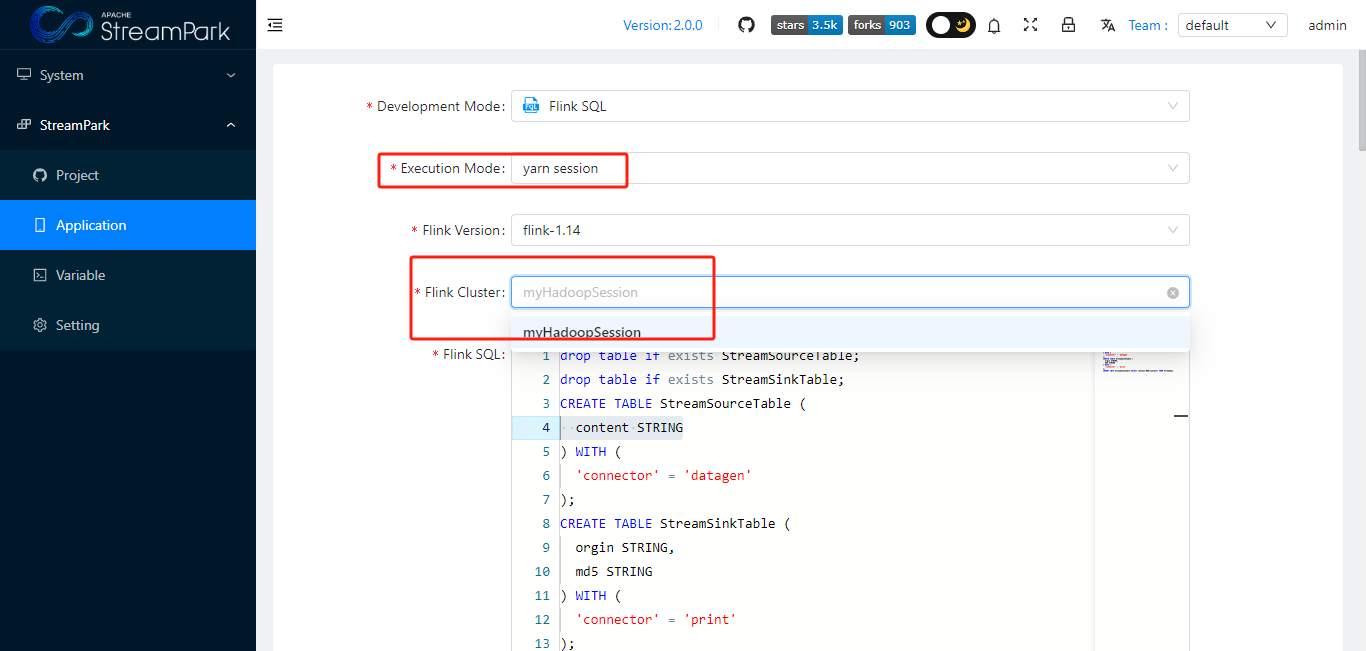 APACHE
StreamPark
Version:2.0.0
stars 3.5k
forks 903
Team :
default
admin
System
StreamPark
Project
Application
Variable
Setting
* Development Mode: Flink SQL
* Execution Mode: yarn session
* Flink Version: flink-1.14
* Flink Cluster: myHadoopSession
myHadoopSession
* Flink SQL:
1 drop table if exists StreamSourceTable;
2 drop table if exists StreamSinkTable;
3 CREATE TABLE StreamSourceTable (
4 content STRING
5 ) WITH (
6 'connector' = 'datagen'
7 );
8 CREATE TABLE StreamSinkTable (
9 orgin STRING,
10 md5 STRING
11 ) WITH (
12 'connector' = 'print'
13 );